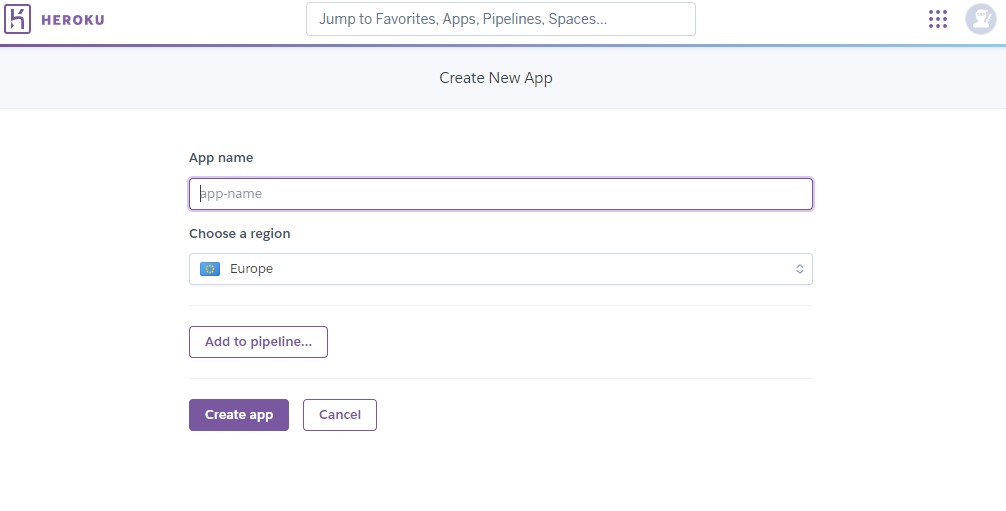 HEROKU
Jump to Favorites, Apps, Pipelines, Spaces...
Create New App
App name
app-name
Choose a region
Europe
Add to pipeline...
Create app Cancel